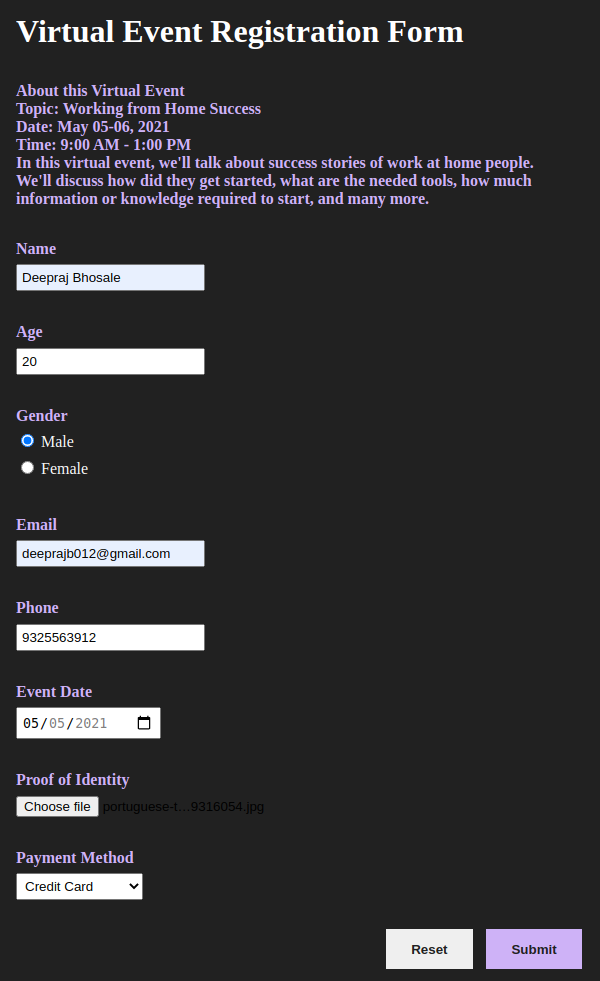 Virtual Event Registration Form
About this Virtual Event
Topic: Working from Home Success
Date: May 05-06, 2021
Time: 9:00 AM - 1:00 PM
In this virtual event, we'll talk about success stories of work at home people.
We'll discuss how did they get started, what are the needed tools, how much
information or knowledge required to start, and many more.
Name
Deepraj Bhosale
Age
20
Gender
Male
Female
Email
deeprajb012@gmail.com
Phone
9325563912
Event Date
05/05/2021
Proof of Identity
Choose file portuguese-t…9316054.jpg
Payment Method
Credit Card
Reset Submit